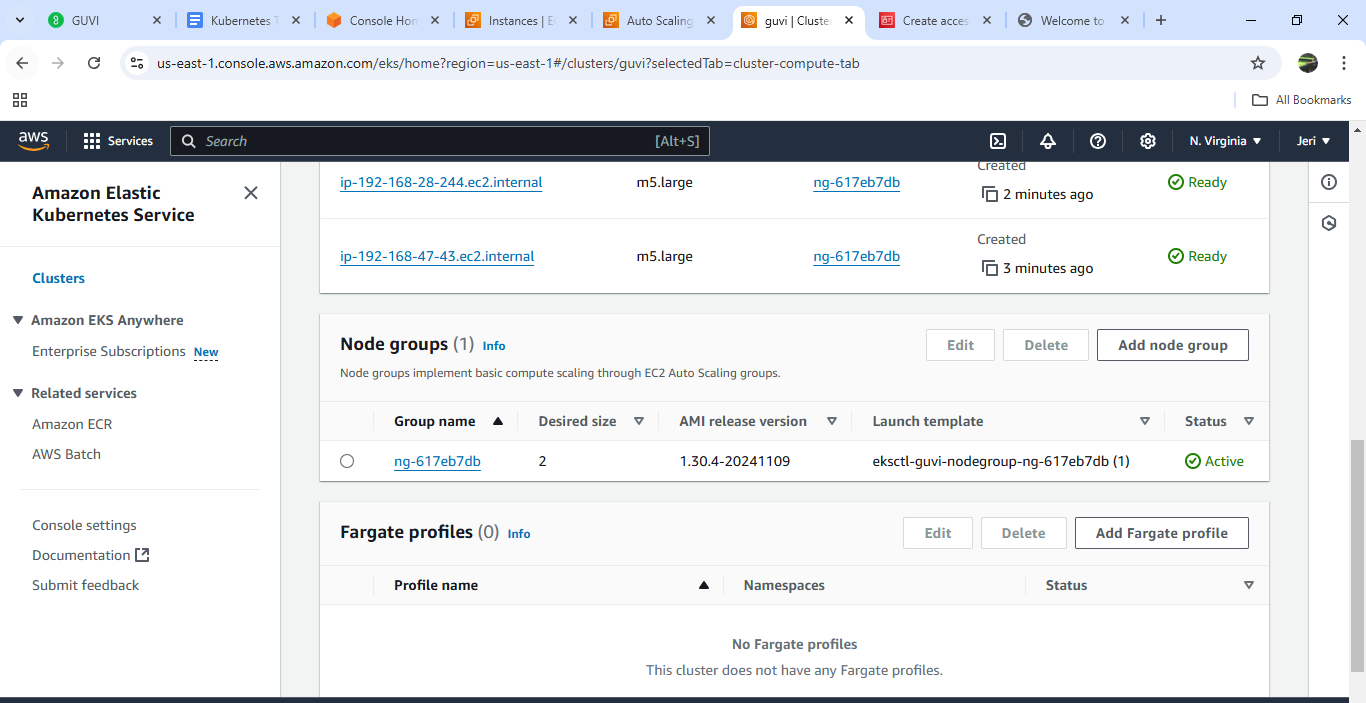 GUVI
Kubernetes T
Console Hon
Instances | E
Auto Scaling
guvi | Cluste
Create acces
Welcome to
us-east-1.console.aws.amazon.com/eks/home?region=us-east-1#/clusters/guvi?selectedTab=cluster-compute-tab
All Bookmarks
aws
Services
Search
[Alt+S]
N. Virginia
Jeri
Amazon Elastic
Kubernetes Service
Clusters
Amazon EKS Anywhere
Enterprise Subscriptions New
Related services
Amazon ECR
AWS Batch
Console settings
Documentation
Submit feedback
Created
ip-192-168-28-244.ec2.internal m5.large ng-617eb7db 2 minutes ago Ready
Created
ip-192-168-47-43.ec2.internal m5.large ng-617eb7db 3 minutes ago Ready
Node groups (1) Info
Edit Delete Add node group
Node groups implement basic compute scaling through EC2 Auto Scaling groups.
Group name Desired size AMI release version Launch template Status
ng-617eb7db 2 1.30.4-20241109 eksctl-guvi-nodegroup-ng-617eb7db (1) Active
Fargate profiles (0) Info
Edit Delete Add Fargate profile
Profile name Namespaces Status
No Fargate profiles
This cluster does not have any Fargate profiles.